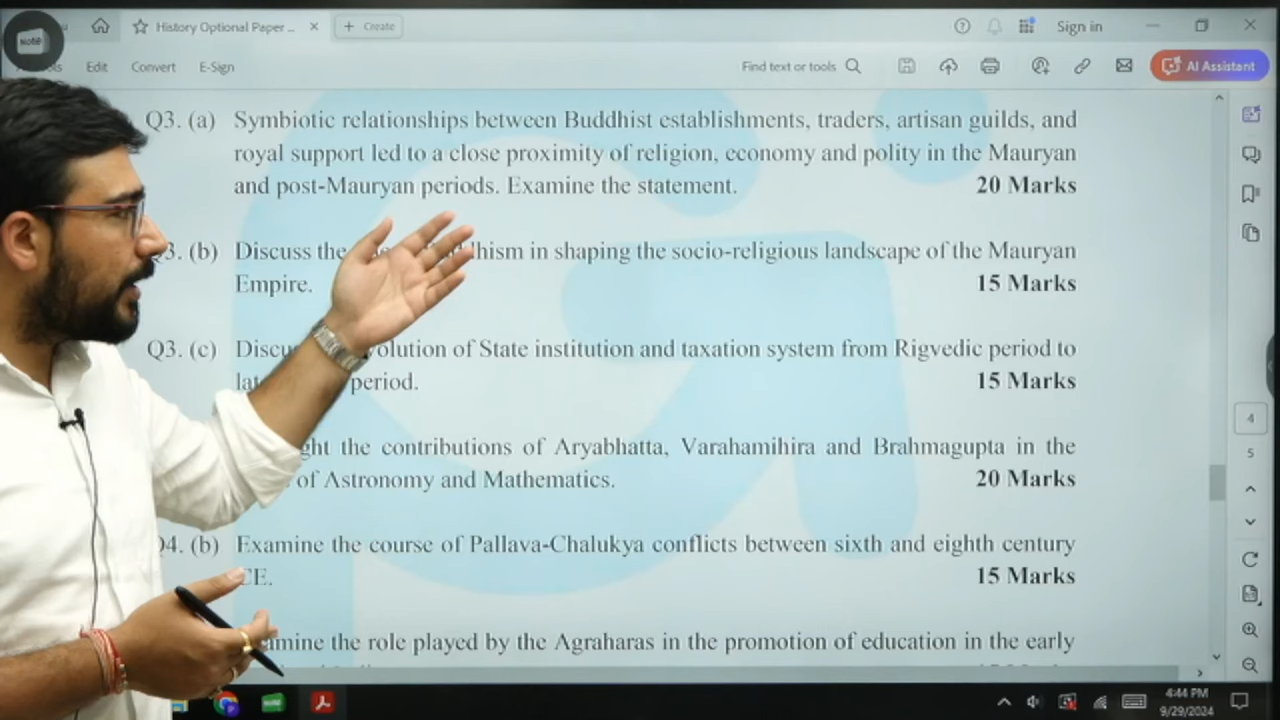 Note
History Optional Paper ...
+ Create
Sign in
Edit Convert E-Sign Find text or tools AI Assistant
Q3. (a) Symbiotic relationships between Buddhist establishments, traders, artisan guilds, and
royal support led to a close proximity of religion, economy and polity in the Mauryan
and post-Mauryan periods. Examine the statement. 20 Marks
3. (b) Discuss the hism in shaping the socio-religious landscape of the Mauryan
Empire. 15 Marks
Q3. (c) Discu volution of State institution and taxation system from Rigvedic period to
lat period. 15 Marks
ght the contributions of Aryabhatta, Varahamihira and Brahmagupta in the
of Astronomy and Mathematics. 20 Marks
4. (b) Examine the course of Pallava-Chalukya conflicts between sixth and eighth century
CE. 15 Marks
amine the role played by the Agraharas in the promotion of education in the early
4
5
4:44 PM
9/29/2024